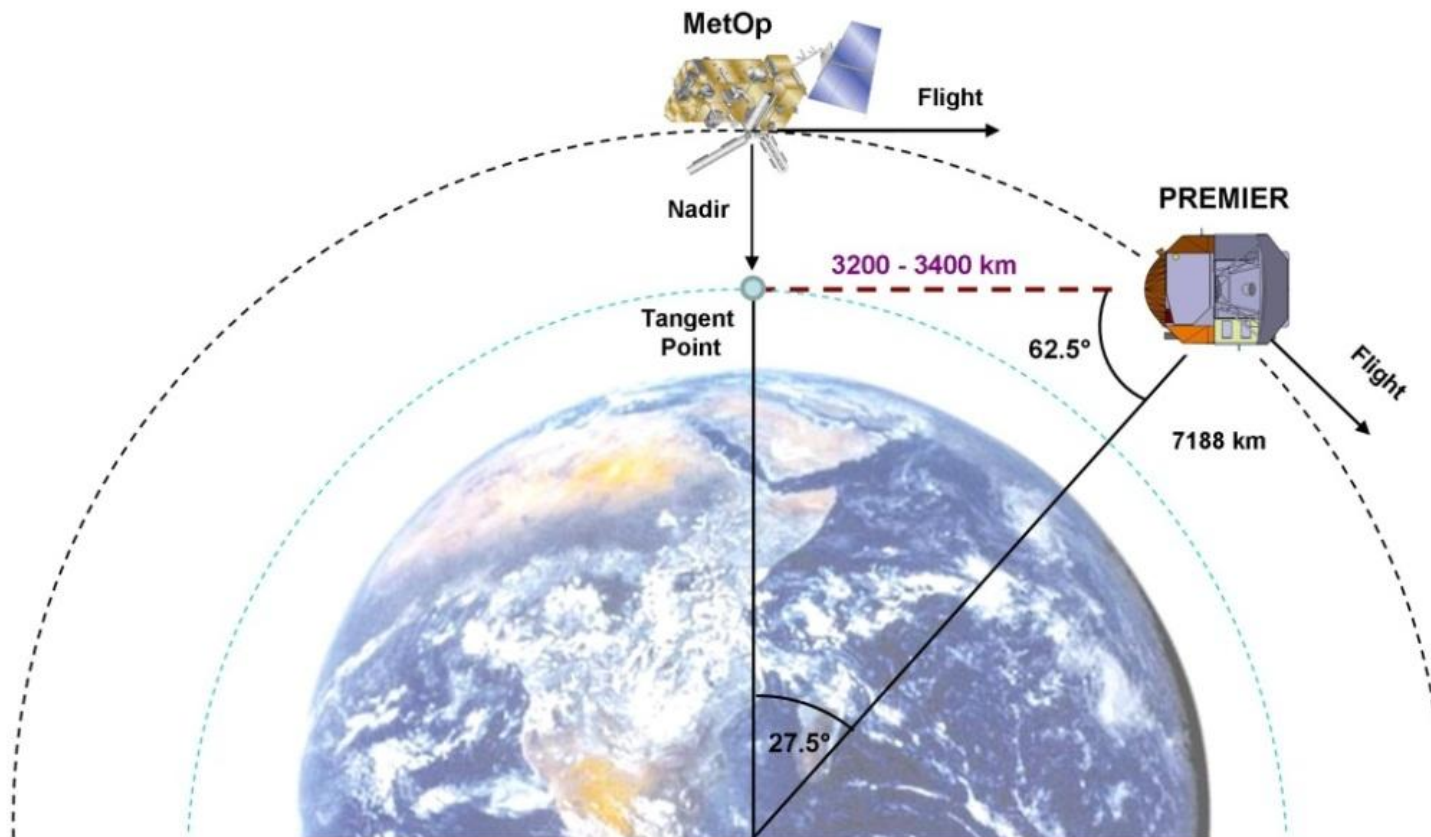 MetOp
Flight
PREMIER
Nadir
3200 - 3400 km
Tangent
Point
62.5°
Flight
7188 km
27.5°